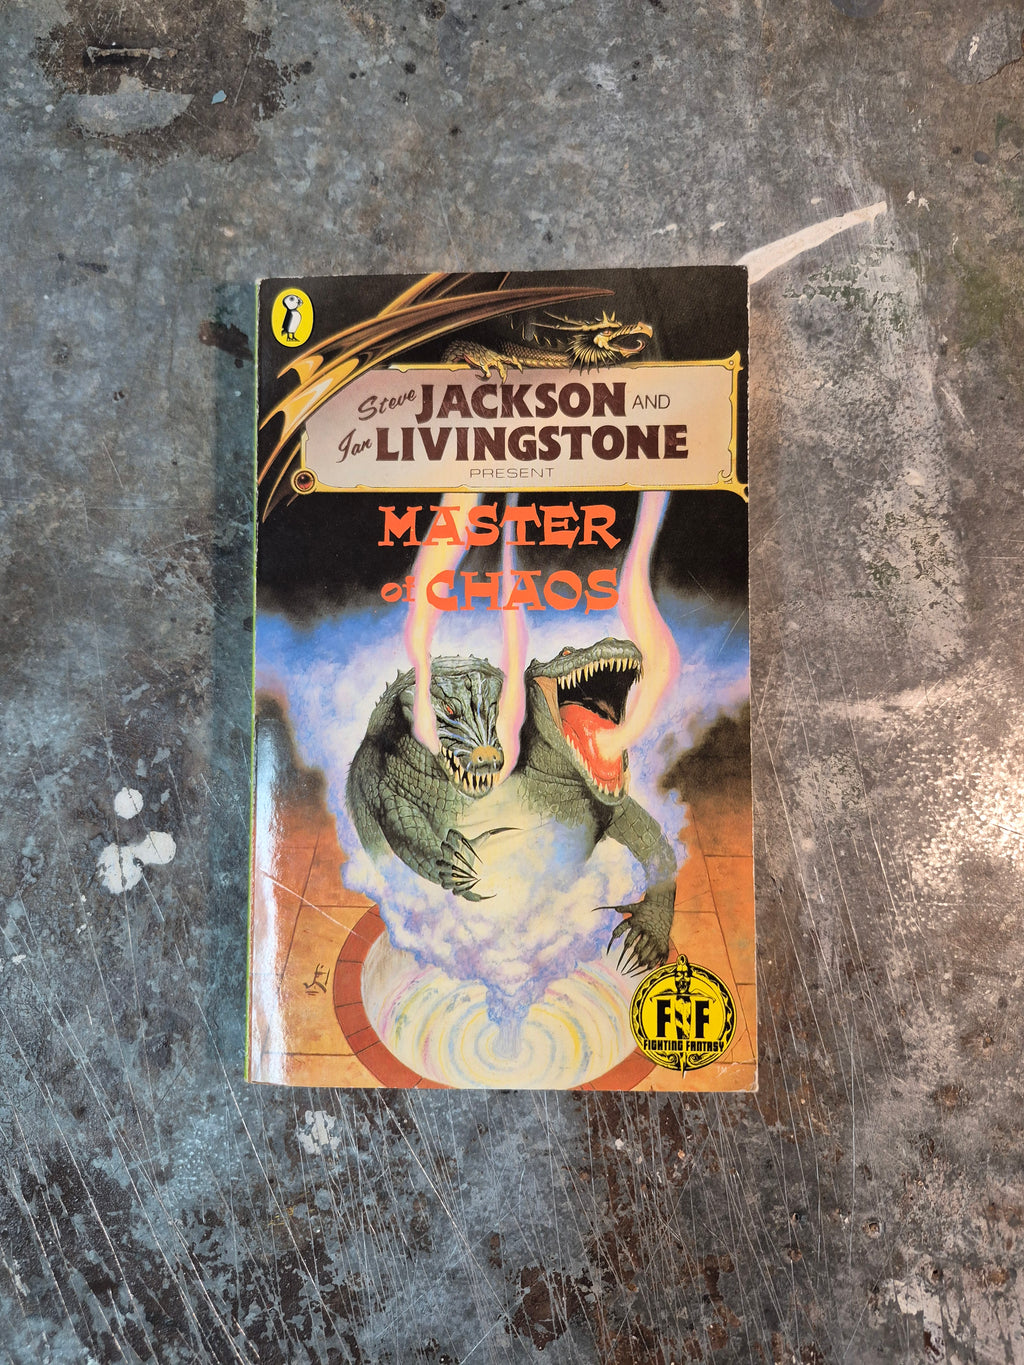 Steve JACKSON AND
Ian LIVINGSTONE
PRESENT
MASTER
of CHAOS
FF
FIGHTING FANTASY